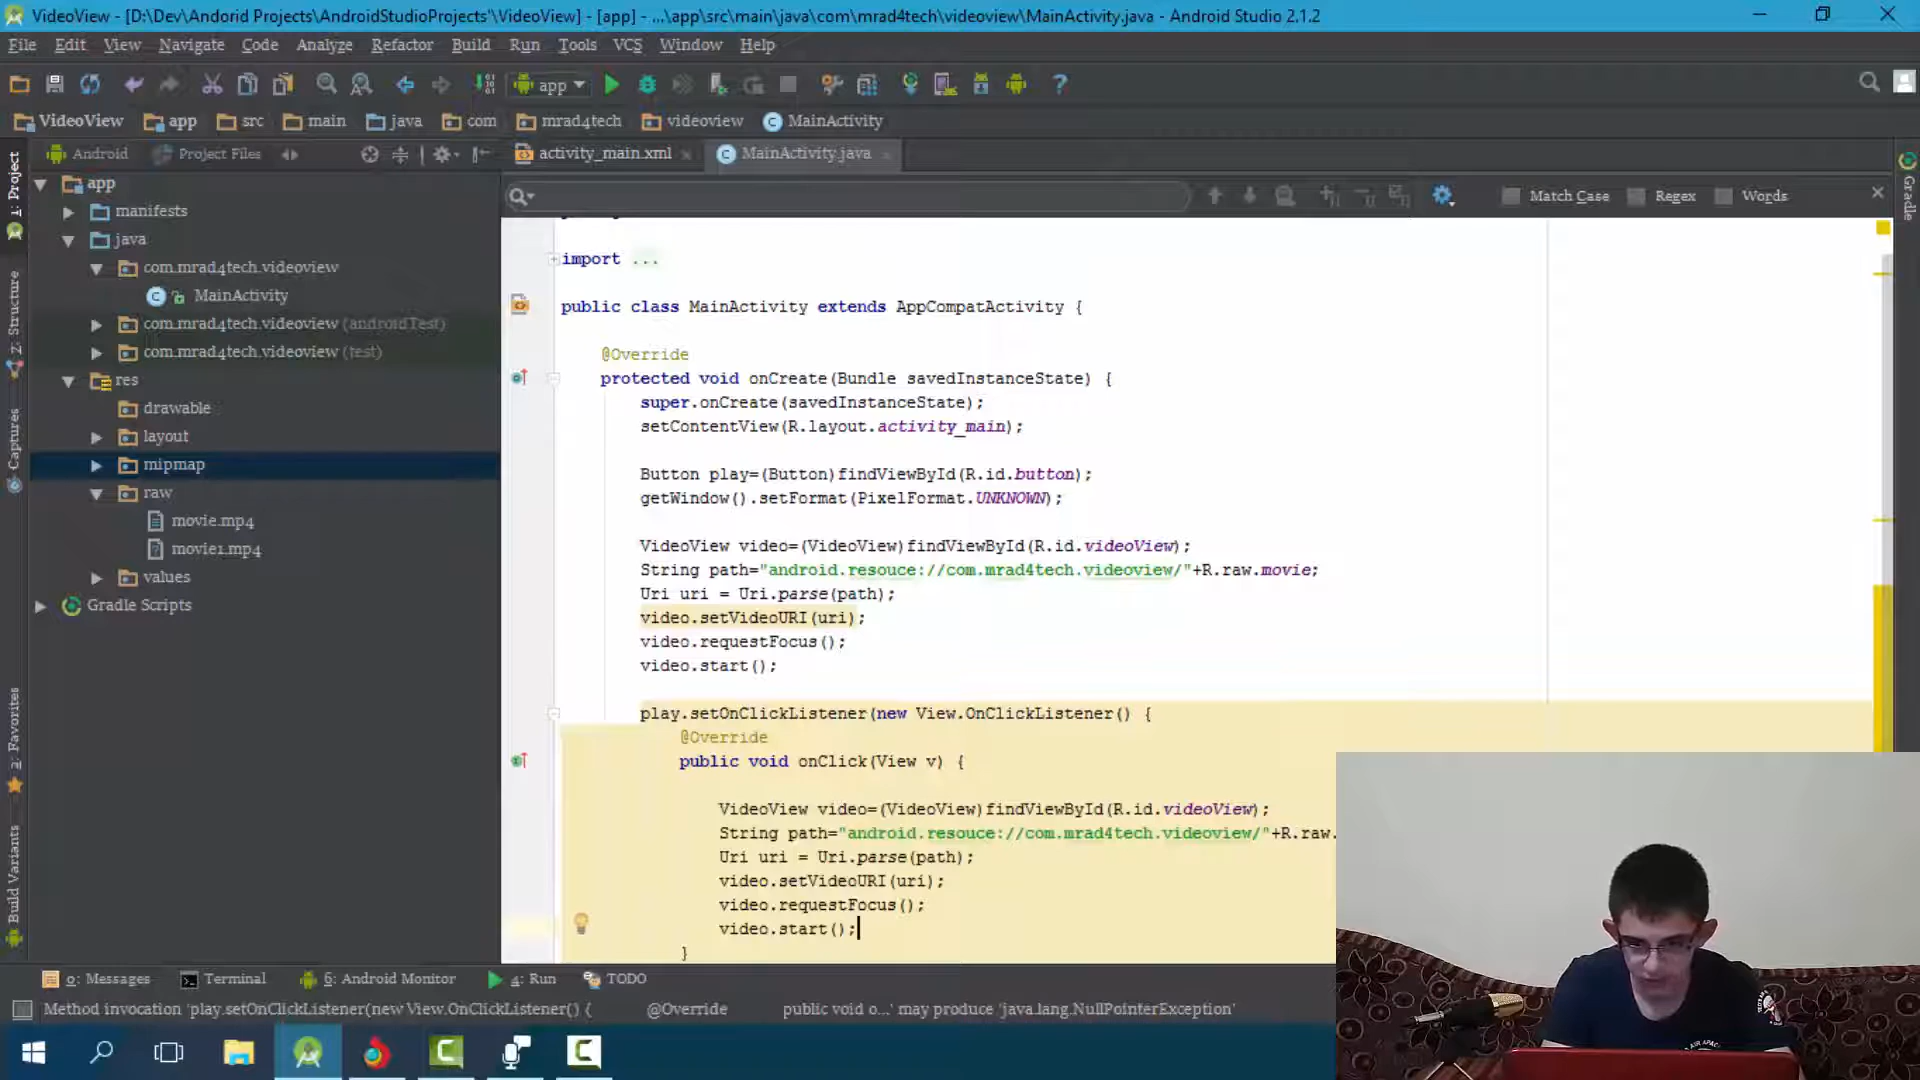 VideoView - [D:\Dev\Andorid Projects\AndroidStudioProjects'\VideoView] - [app] - ...\app\src\main\java\com\mrad4tech\videoview\MainActivity.java - Android Studio 2.1.2
File Edit View Navigate Code Analyze Refactor Build Run Tools VCS Window Help
app
VideoView app src main java com mrad4tech videoview MainActivity
Android Project Files
activity_main.xml MainActivity.java
Match Case Regex Words
1: Project
2: Structure
Captures
2: Favorites
Build Variants
Gradle
app
manifests
java
com.mrad4tech.videoview
MainActivity
com.mrad4tech.videoview (androidTest)
com.mrad4tech.videoview (test)
res
drawable
layout
mipmap
raw
movie.mp4
movie1.mp4
values
Gradle Scripts
import ...
public class MainActivity extends AppCompatActivity {
@Override
protected void onCreate(Bundle savedInstanceState) {
super.onCreate(savedInstanceState);
setContentView(R.layout.activity_main);
Button play=(Button)findViewById(R.id.button);
getWindow().setFormat(PixelFormat.UNKNOWN);
VideoView video=(VideoView)findViewById(R.id.videoView);
String path="android.resouce://com.mrad4tech.videoview/"+R.raw.movie;
Uri uri = Uri.parse(path);
video.setVideoURI(uri);
video.requestFocus();
video.start();
play.setOnClickListener(new View.OnClickListener() {
@Override
public void onClick(View v) {
VideoView video=(VideoView)findViewById(R.id.videoView);
String path="android.resouce://com.mrad4tech.videoview/"+R.raw.
Uri uri = Uri.parse(path);
video.setVideoURI(uri);
video.requestFocus();
video.start();
}
0: Messages Terminal 6: Android Monitor 4: Run TODO
Method invocation 'play.setOnClickListener(new View.OnClickListener() { @Override public void o...' may produce 'java.lang.NullPointerException'